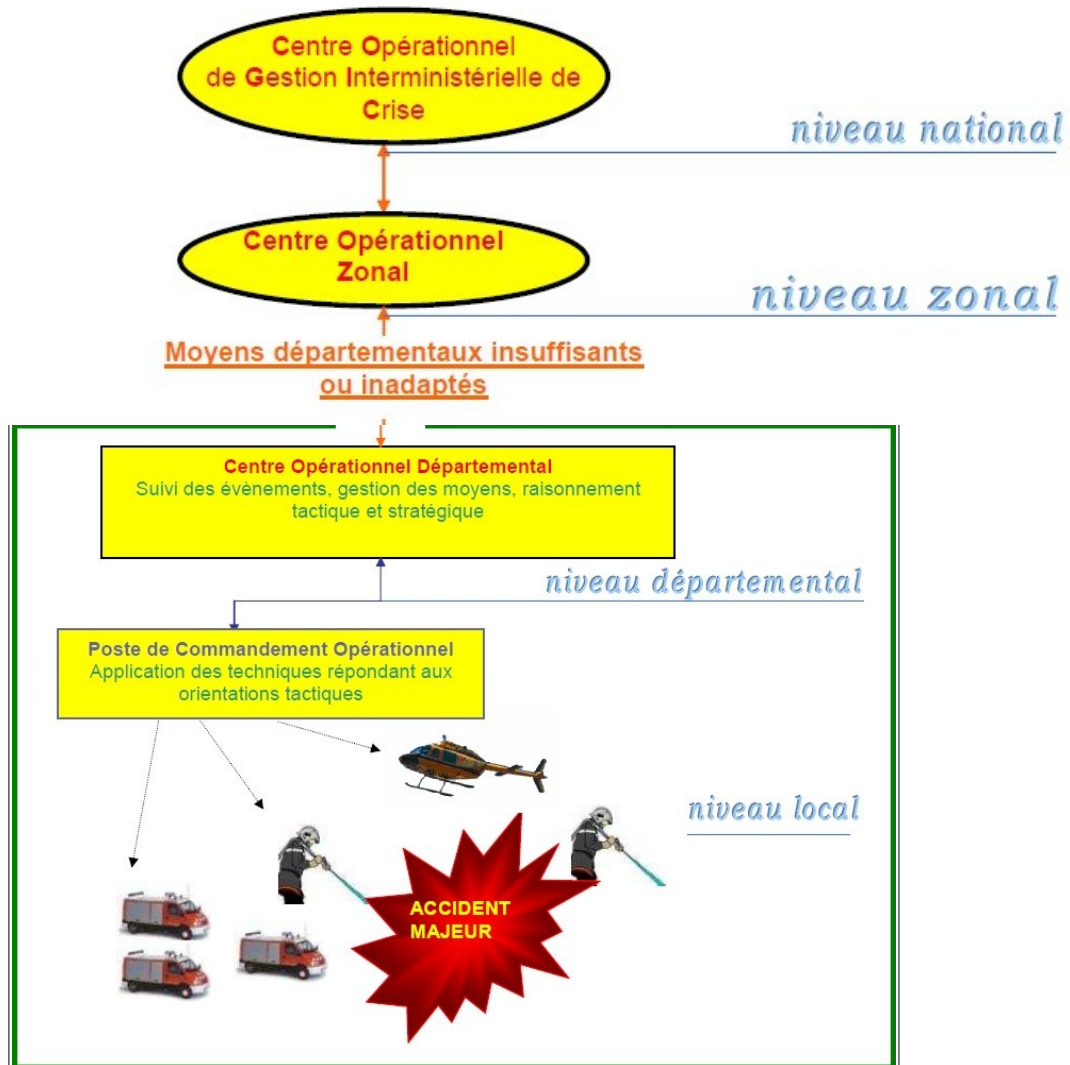 Centre Opérationnel
de Gestion Interministérielle de
Crise
niveau national
Centre Opérationnel
Zonal
niveau zonal
Moyens départementaux insuffisants
ou inadaptés
Centre Opérationnel Départemental
Suivi des évènements, gestion des moyens, raisonnement
tactique et stratégique
niveau départemental
Poste de Commandement Opérationnel
Application des techniques répondant aux
orientations tactiques
niveau local
ACCIDENT
MAJEUR